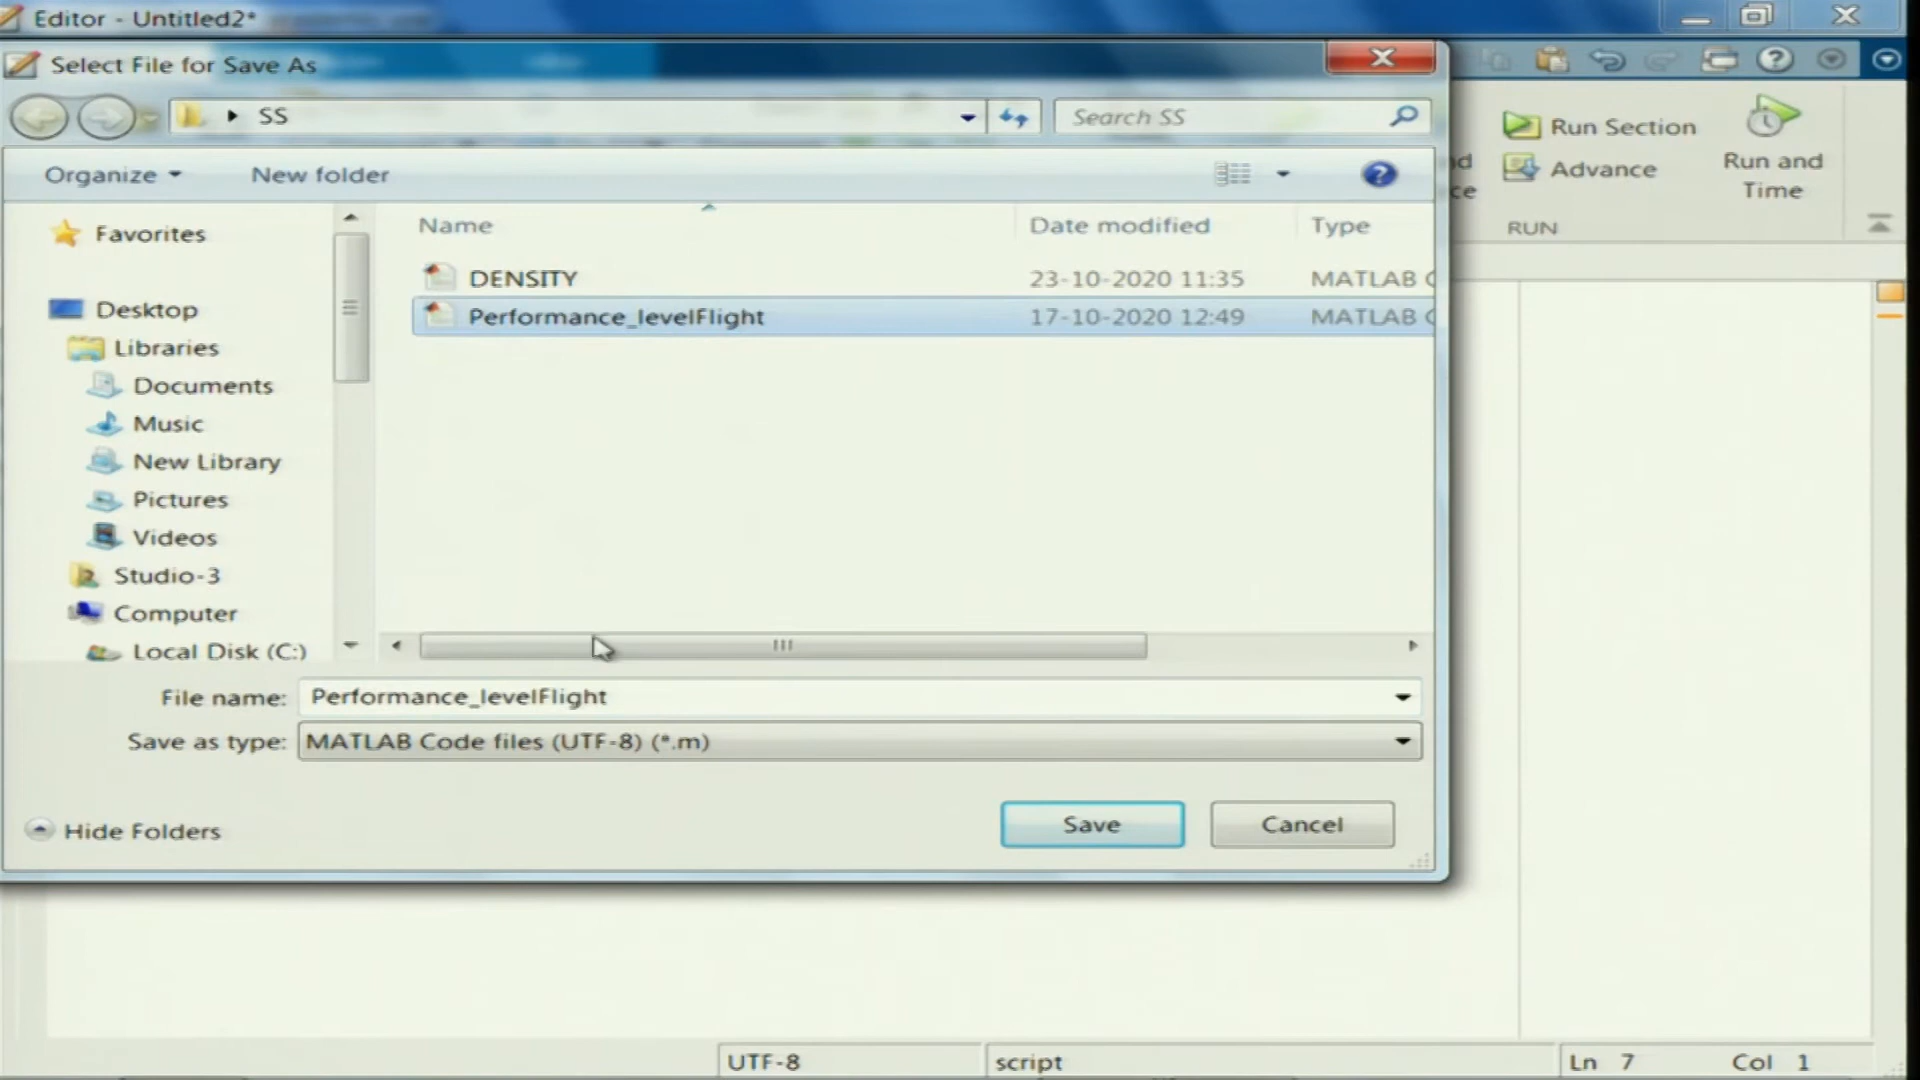 Editor - Untitled2*
Select File for Save As
SS
Search SS
Organize
New folder
Run Section
Advance
Run and
Time
RUN
Name
Date modified
Type
Favorites
DENSITY
23-10-2020 11:35
MATLAB
Performance_levelFlight
17-10-2020 12:49
MATLAB
Desktop
Libraries
Documents
Music
New Library
Pictures
Videos
Studio-3
Computer
Local Disk (C:)
File name:
Performance_levelFlight
Save as type:
MATLAB Code files (UTF-8) (*.m)
Hide Folders
Save
Cancel
UTF-8
script
Ln 7
Col 1